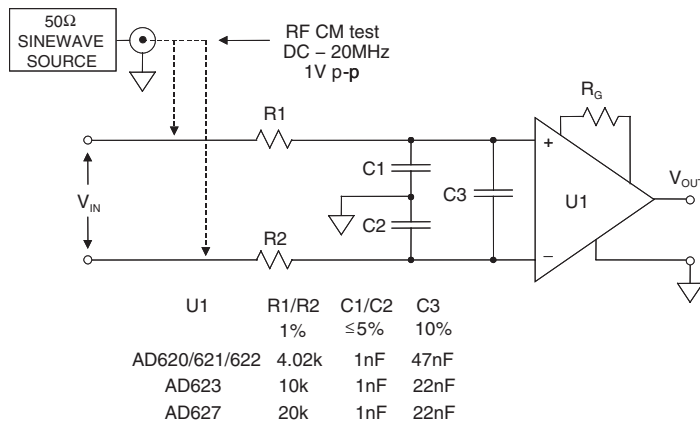 50Ω
SINEWAVE
SOURCE
RF CM test
DC – 20MHz
1V p-p
R1
R_G
+
C1
C3
V_IN
U1
V_OUT
C2
R2
–
U1 R1/R2 C1/C2 C3
1% ≤5% 10%
AD620/621/622 4.02k 1nF 47nF
AD623 10k 1nF 22nF
AD627 20k 1nF 22nF